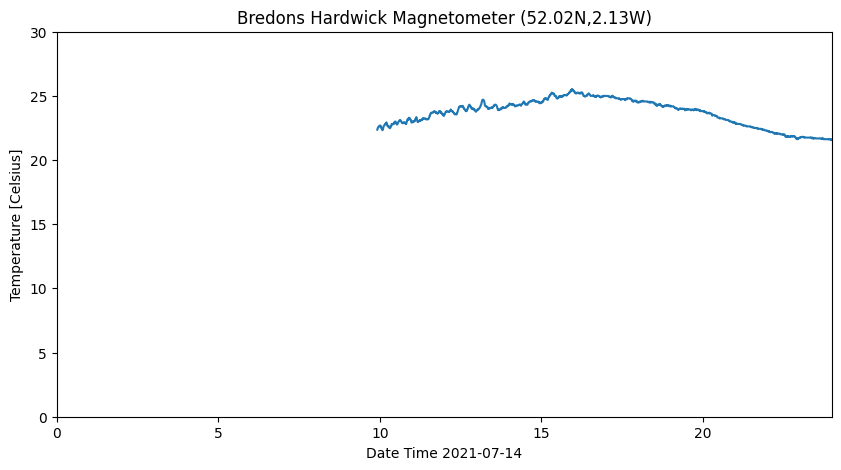 Bredons Hardwick Magnetometer (52.02N,2.13W)
30
25
20
15
10
5
0
Temperature [Celsius]
0 5 10 15 20
Date Time 2021-07-14